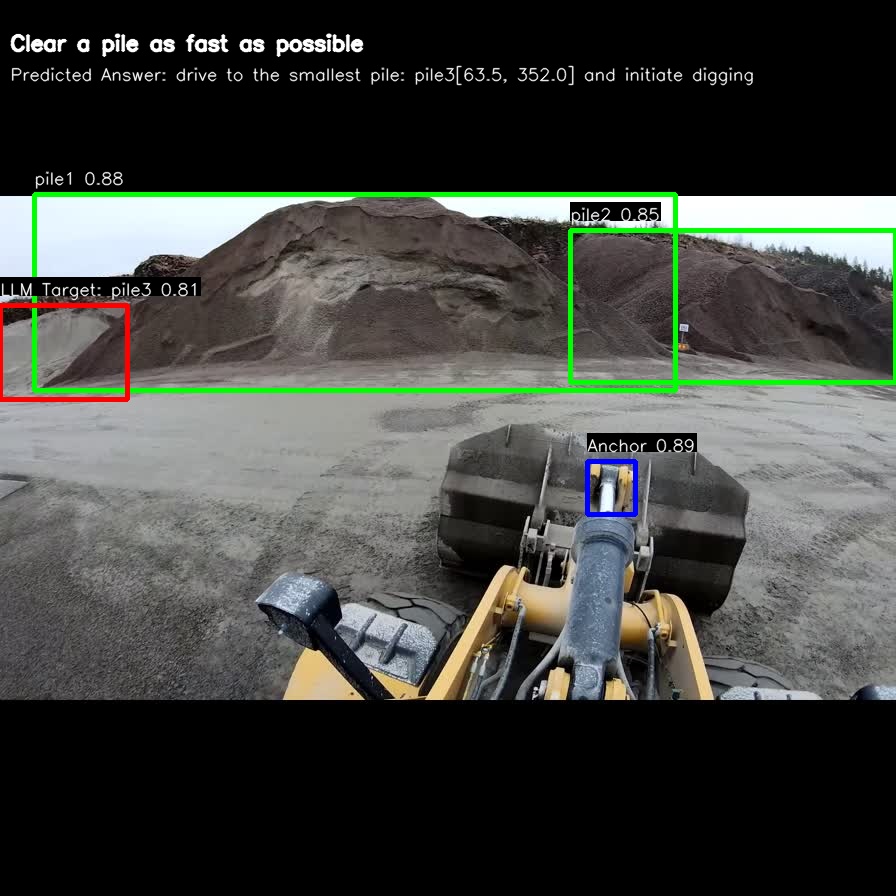 Clear a pile as fast as possible
Predicted Answer: drive to the smallest pile: pile3[63.5, 352.0] and initiate digging
pile1 0.88
pile2 0.85
LLM Target: pile3 0.81
Anchor 0.89